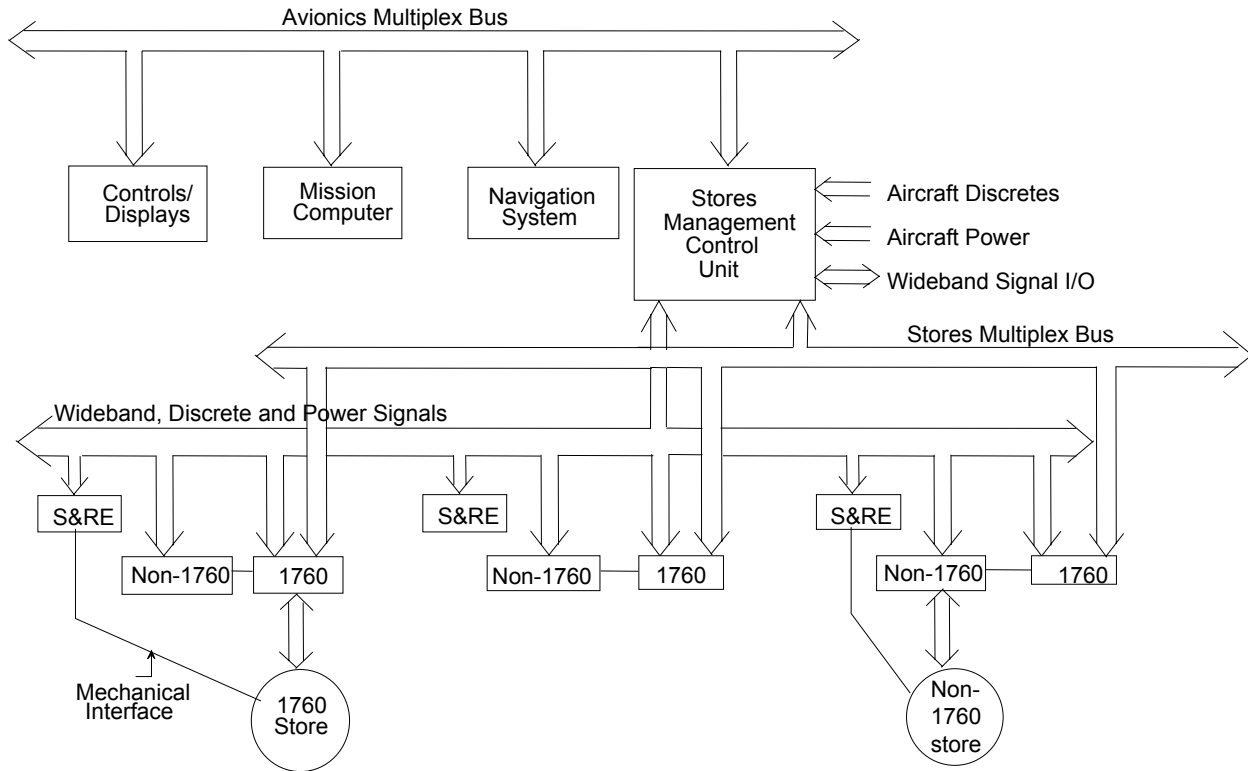 Avionics Multiplex Bus
Controls/
Displays
Mission
Computer
Navigation
System
Stores
Management
Control
Unit
Aircraft Discretes
Aircraft Power
Wideband Signal I/O
Stores Multiplex Bus
Wideband, Discrete and Power Signals
S&RE
S&RE
S&RE
Non-1760
1760
Non-1760
1760
Non-1760
1760
Mechanical
Interface
1760
Store
Non-
1760
store